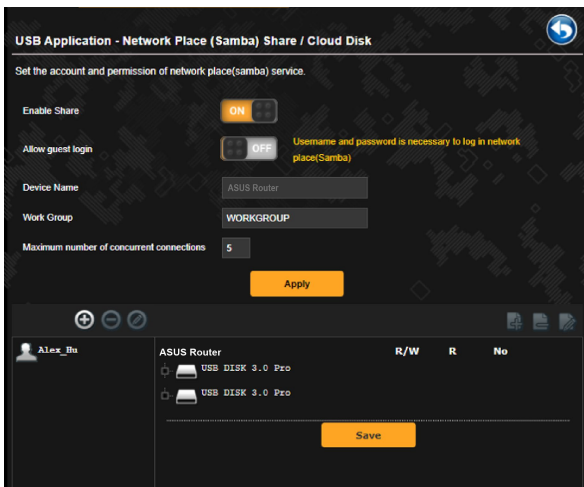 USB Application - Network Place (Samba) Share / Cloud Disk
Set the account and permission of network place(samba) service.
Enable Share
ON
Allow guest login
OFF
Username and password is necessary to log in network
place(Samba)
Device Name
ASUS Router
Work Group
WORKGROUP
Maximum number of concurrent connections
5
Apply
Alex_Hu
ASUS Router R/W R No
USB DISK 3.0 Pro
USB DISK 3.0 Pro
Save